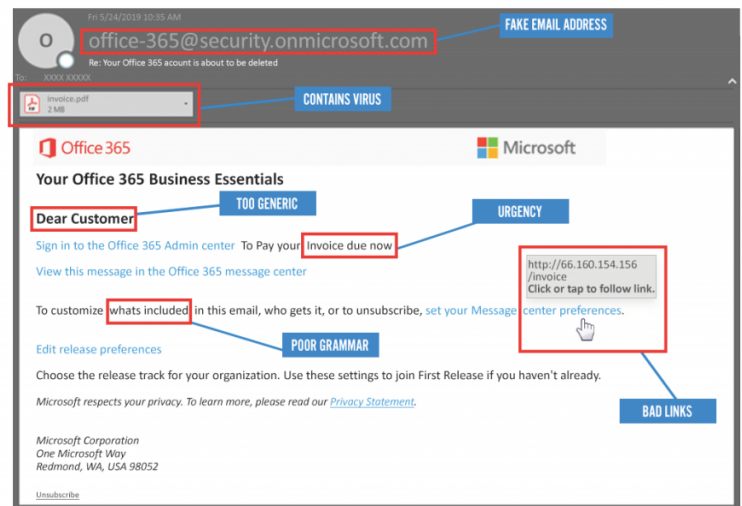 Fri 5/24/2019 10:35 AM
FAKE EMAIL ADDRESS
O
office-365@security.onmicrosoft.com
Re: Your Office 365 acount is about to be deleted
To: XXXX XXXXX
invoice.pdf
2 MB
CONTAINS VIRUS
Office 365
Microsoft
Your Office 365 Business Essentials
TOO GENERIC
URGENCY
Dear Customer
Sign in to the Office 365 Admin center To Pay your Invoice due now
http://66.160.154.156
/invoice
Click or tap to follow link.
View this message in the Office 365 message center
To customize whats included in this email, who gets it, or to unsubscribe, set your Message center preferences.
POOR GRAMMAR
Edit release preferences
Choose the release track for your organization. Use these settings to join First Release if you haven't already.
Microsoft respects your privacy. To learn more, please read our Privacy Statement.
BAD LINKS
Microsoft Corporation
One Microsoft Way
Redmond, WA, USA 98052
Unsubscribe